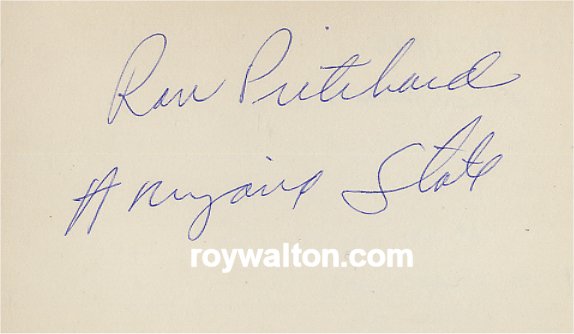 Ron Pritchard
Arizona State
roywalton.com